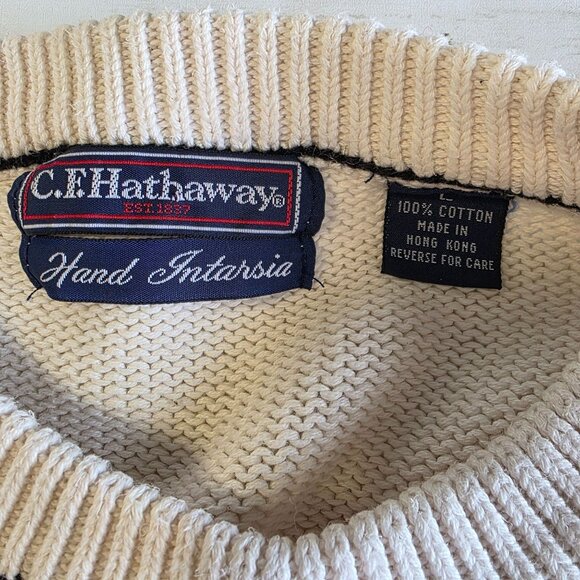 C.F.Hathaway®
EST.1837
Hand Intarsia
L
100% COTTON
MADE IN
HONG KONG
REVERSE FOR CARE